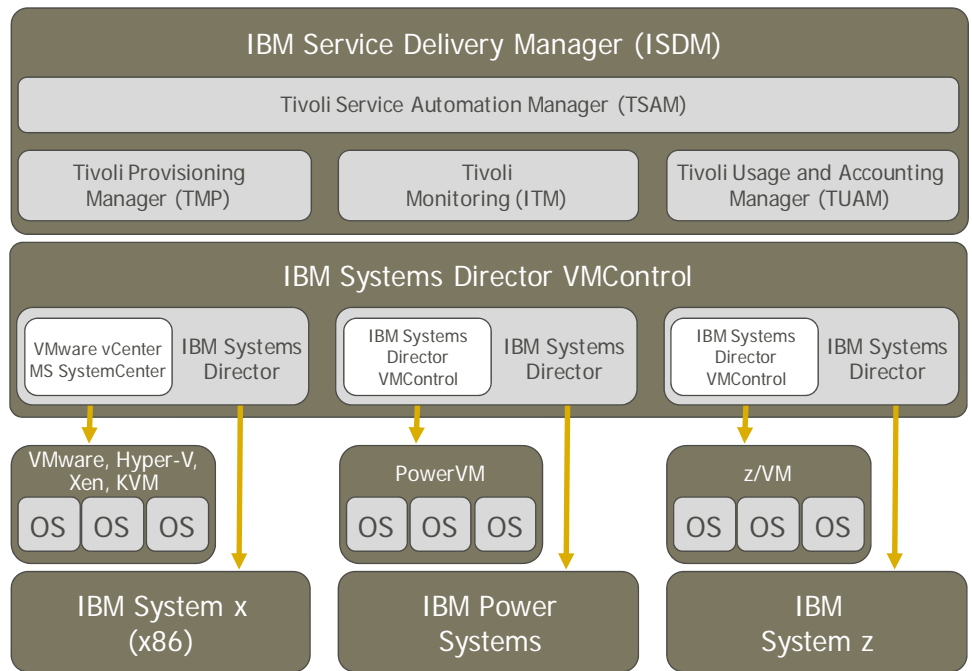 IBM Service Delivery Manager (ISDM)
Tivoli Service Automation Manager (TSAM)
Tivoli Provisioning
Manager (TMP)
Tivoli
Monitoring (ITM)
Tivoli Usage and Accounting
Manager (TUAM)
IBM Systems Director VMControl
VMware vCenter
MS SystemCenter
IBM Systems
Director
IBM Systems
Director
VMControl
IBM Systems
Director
IBM Systems
Director
VMControl
IBM Systems
Director
VMware, Hyper-V,
Xen, KVM
OS OS OS
PowerVM
OS OS OS
z/VM
OS OS OS
IBM System x
(x86)
IBM Power
Systems
IBM
System z